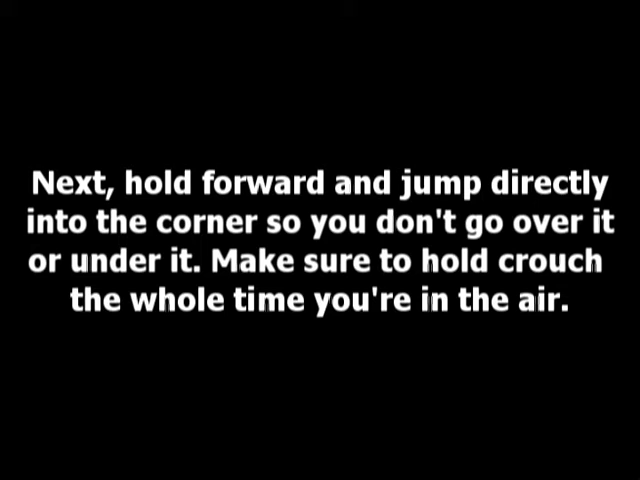 Next, hold forward and jump directly
into the corner so you don't go over it
or under it. Make sure to hold crouch
the whole time you're in the air.